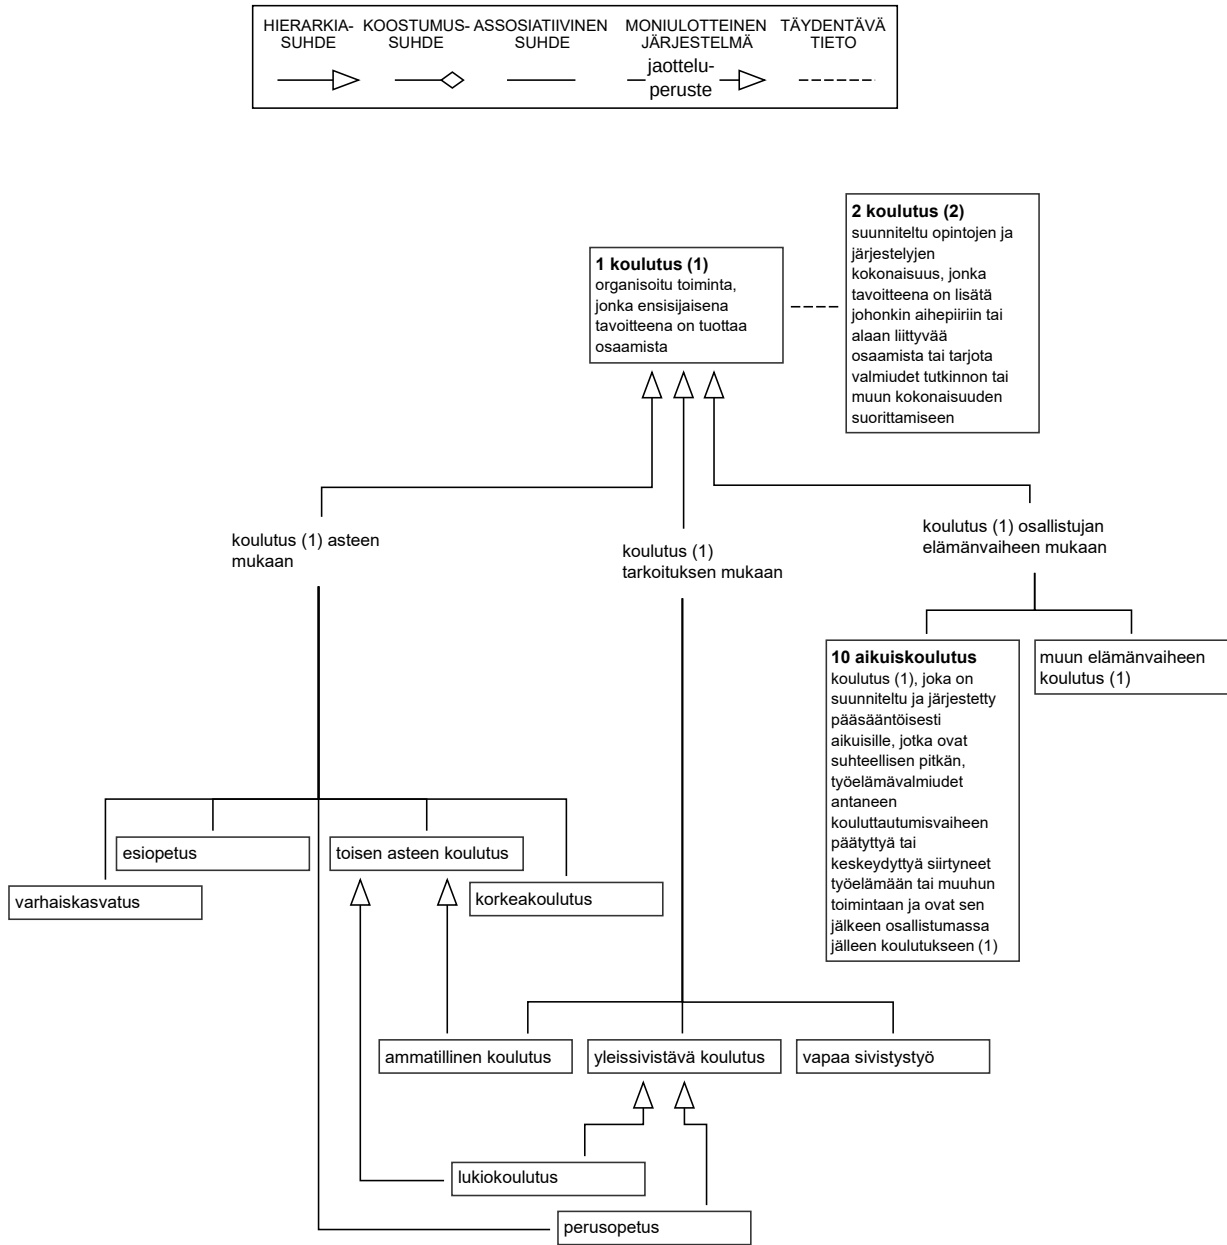 HIERARKIA-
SUHDE
KOOSTUMUS-
SUHDE
ASSOSIATIIVINEN
SUHDE
MONIULOTTEINEN
JÄRJESTELMÄ
jaottelu-
peruste
TÄYDENTÄVÄ
TIETO
2 koulutus (2)
suunniteltu opintojen ja
järjestelyjen
kokonaisuus, jonka
tavoitteena on lisätä
johonkin aihepiiriin tai
alaan liittyvää
osaamista tai tarjota
valmiudet tutkinnon tai
muun kokonaisuuden
suorittamiseen
1 koulutus (1)
organisoitu toiminta,
jonka ensisijaisena
tavoitteena on tuottaa
osaamista
koulutus (1) asteen
mukaan
koulutus (1)
tarkoituksen mukaan
koulutus (1) osallistujan
elämänvaiheen mukaan
10 aikuiskoulutus
koulutus (1), joka on
suunniteltu ja järjestetty
pääsääntöisesti
aikuisille, jotka ovat
suhteellisen pitkän,
työelämävalmiudet
antaneen
kouluttautumisvaiheen
päätyttyä tai
keskeydyttyä siirtyneet
työelämään tai muuhun
toimintaan ja ovat sen
jälkeen osallistumassa
jälleen koulutukseen (1)
muun elämänvaiheen
koulutus (1)
esiopetus
toisen asteen koulutus
varhaiskasvatus
korkeakoulutus
ammatillinen koulutus
yleissivistävä koulutus
vapaa sivistystyö
lukiokoulutus
perusopetus